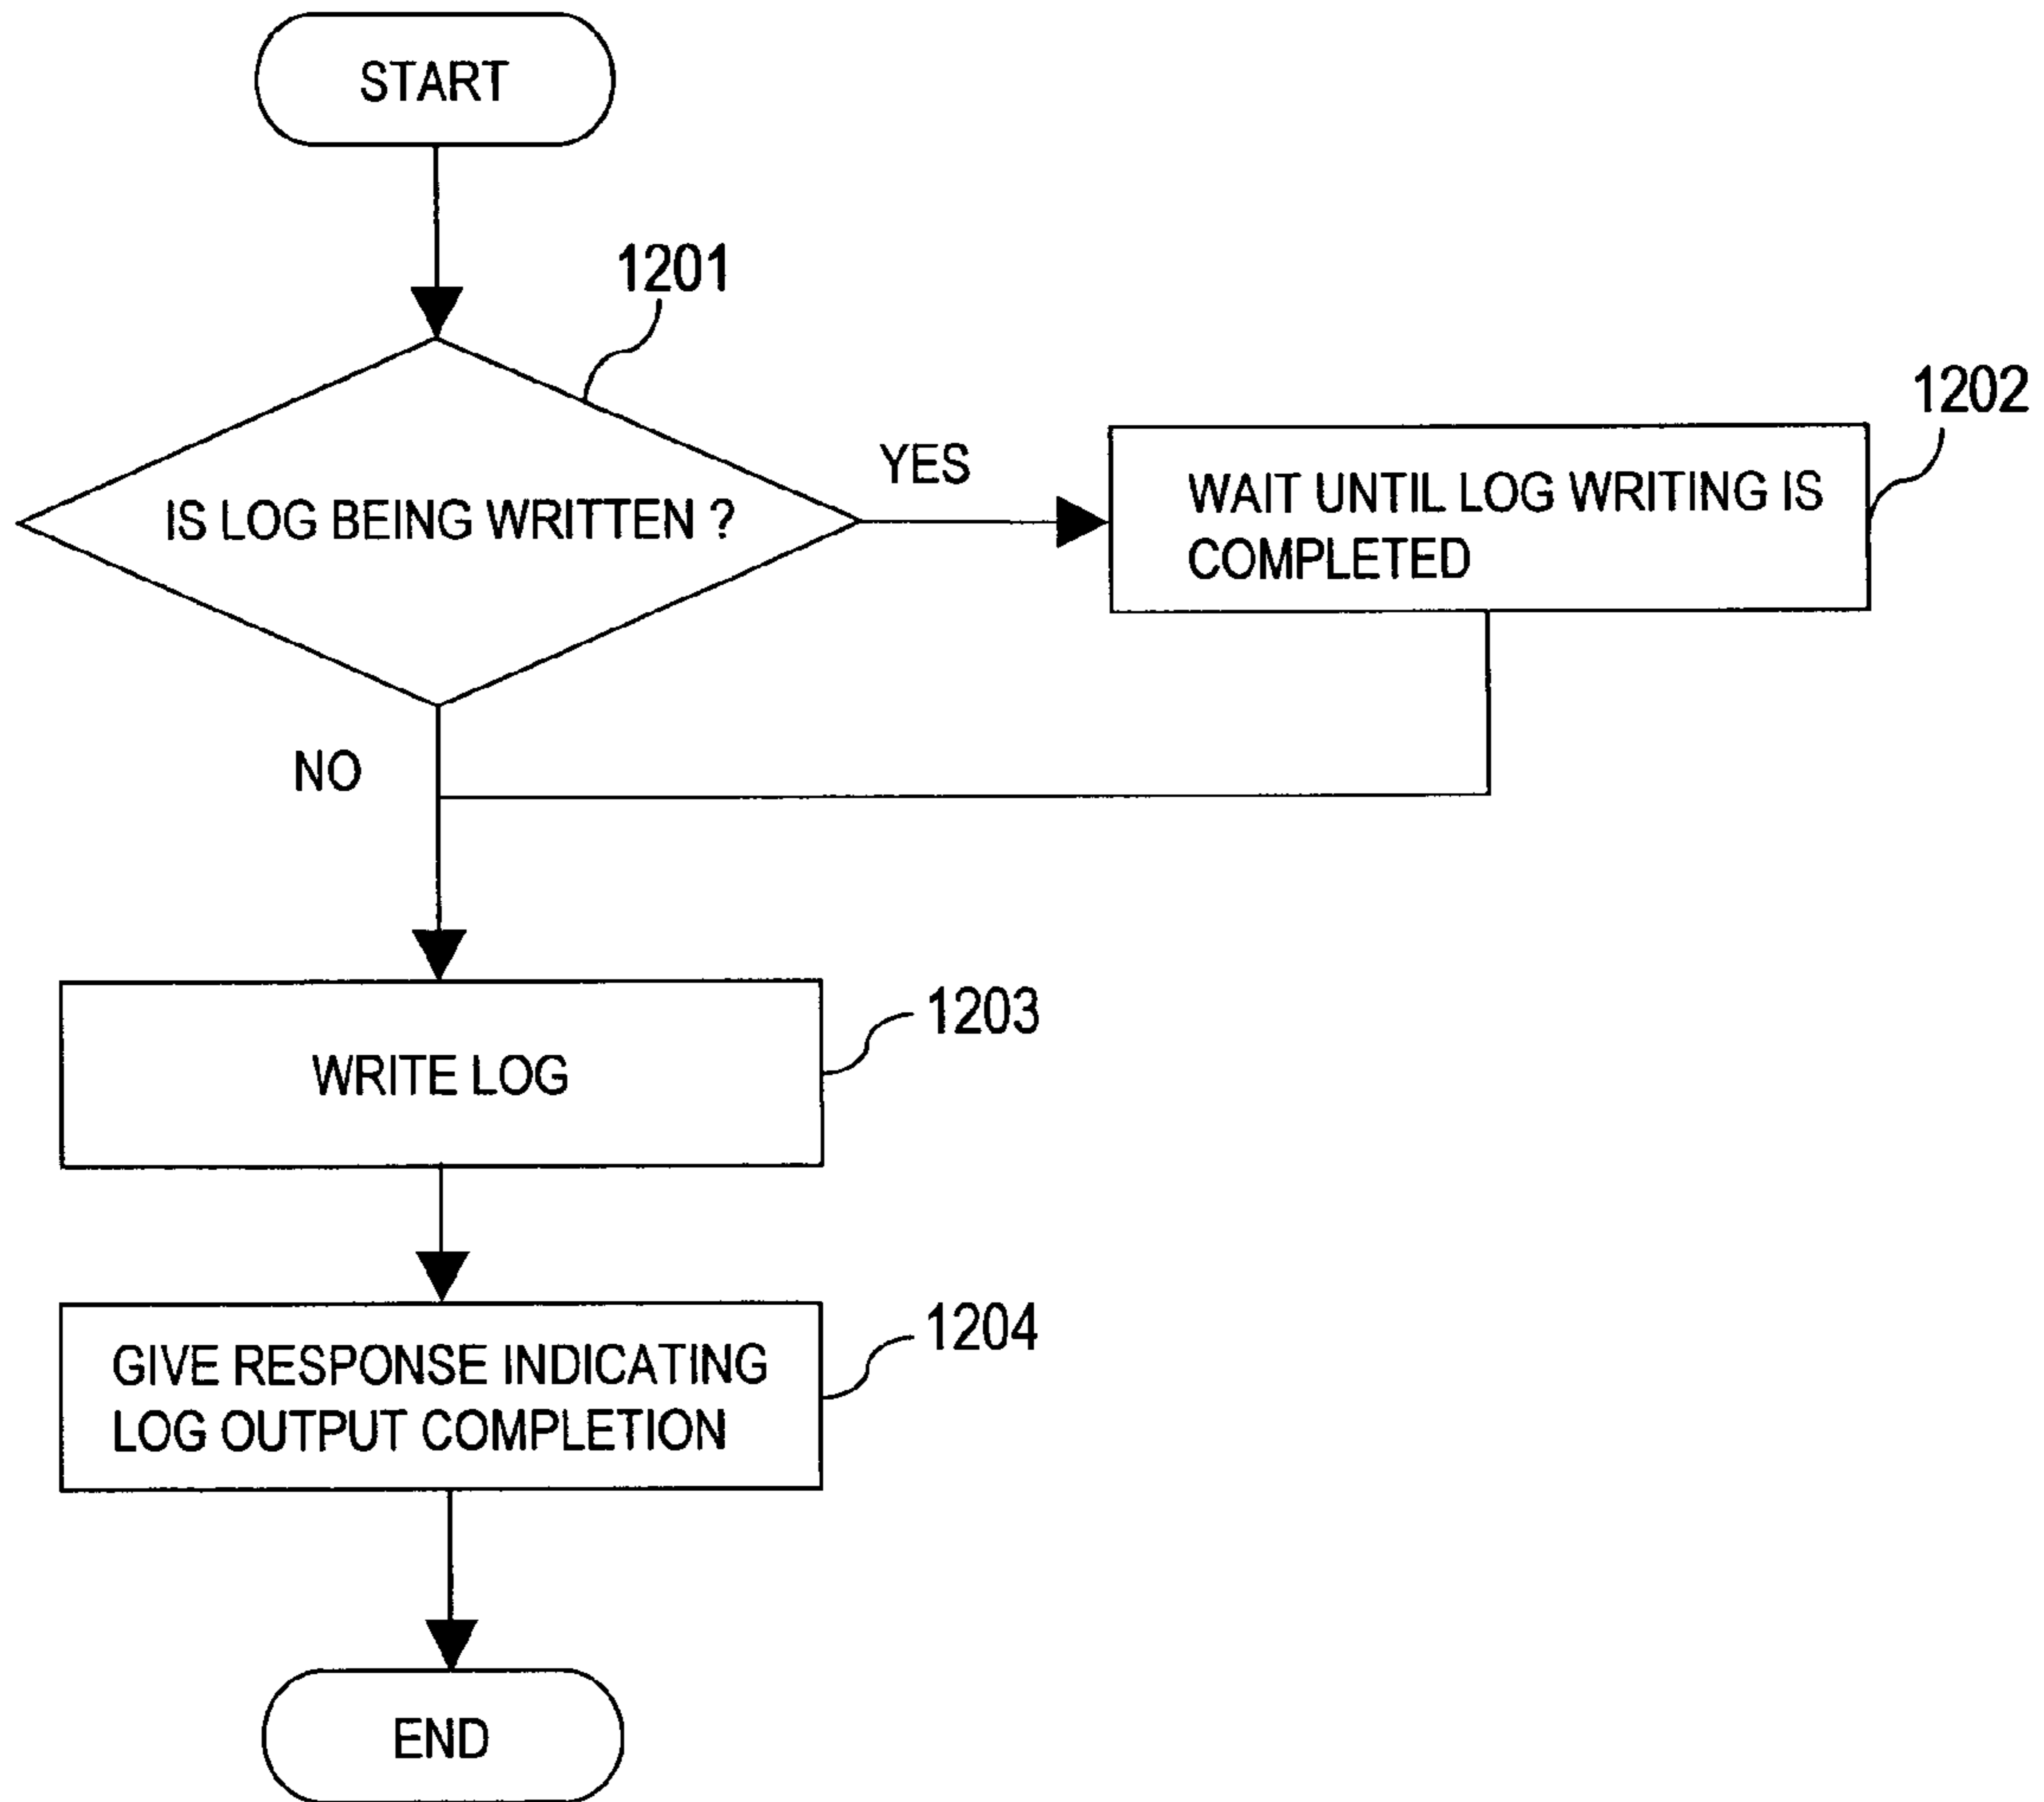 START
1201
1202
YES
WAIT UNTIL LOG WRITING IS
COMPLETED
IS LOG BEING WRITTEN ?
NO
1203
WRITE LOG
1204
GIVE RESPONSE INDICATING
LOG OUTPUT COMPLETION
END